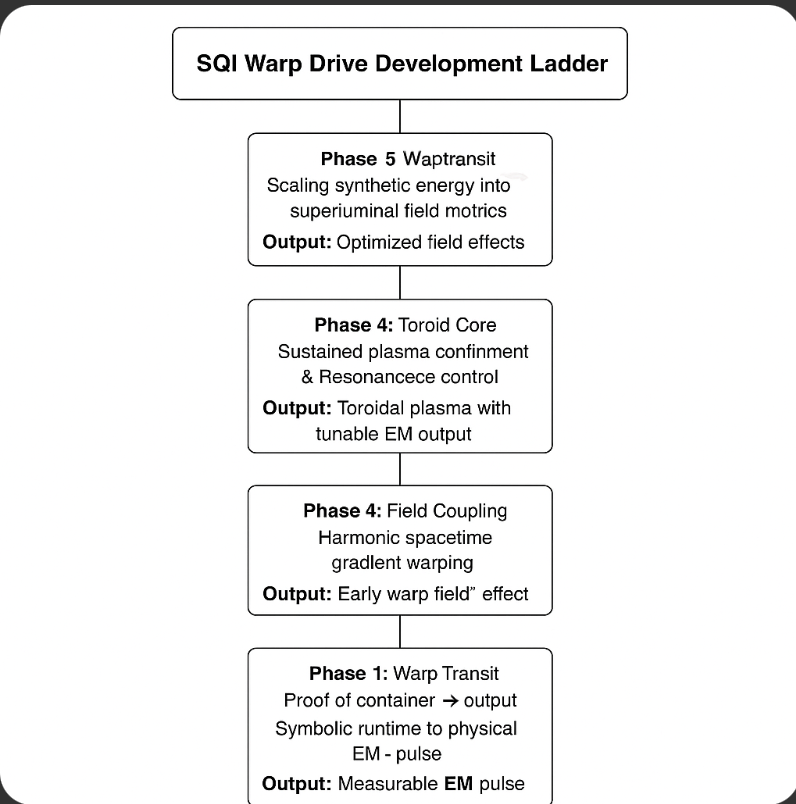 SQI Warp Drive Development Ladder
Phase 5 Waptransit
Scaling synthetic energy into
superiuminal field motrics
Output: Optimized field effects
Phase 4: Toroid Core
Sustained plasma confinment
& Resonancece control
Output: Toroidal plasma with
tunable EM output
Phase 4: Field Coupling
Harmonic spacetime
gradlent warping
Output: Early warp field” effect
Phase 1: Warp Transit
Proof of container → output
Symbolic runtime to physical
EM - pulse
Output: Measurable EM pulse